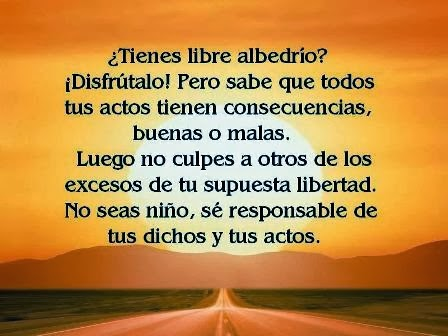 ¿Tienes libre albedrío?
¡Disfrútalo! Pero sabe que todos
tus actos tienen consecuencias,
buenas o malas.
Luego no culpes a otros de los
excesos de tu supuesta libertad.
No seas niño, sé responsable de
tus dichos y tus actos.